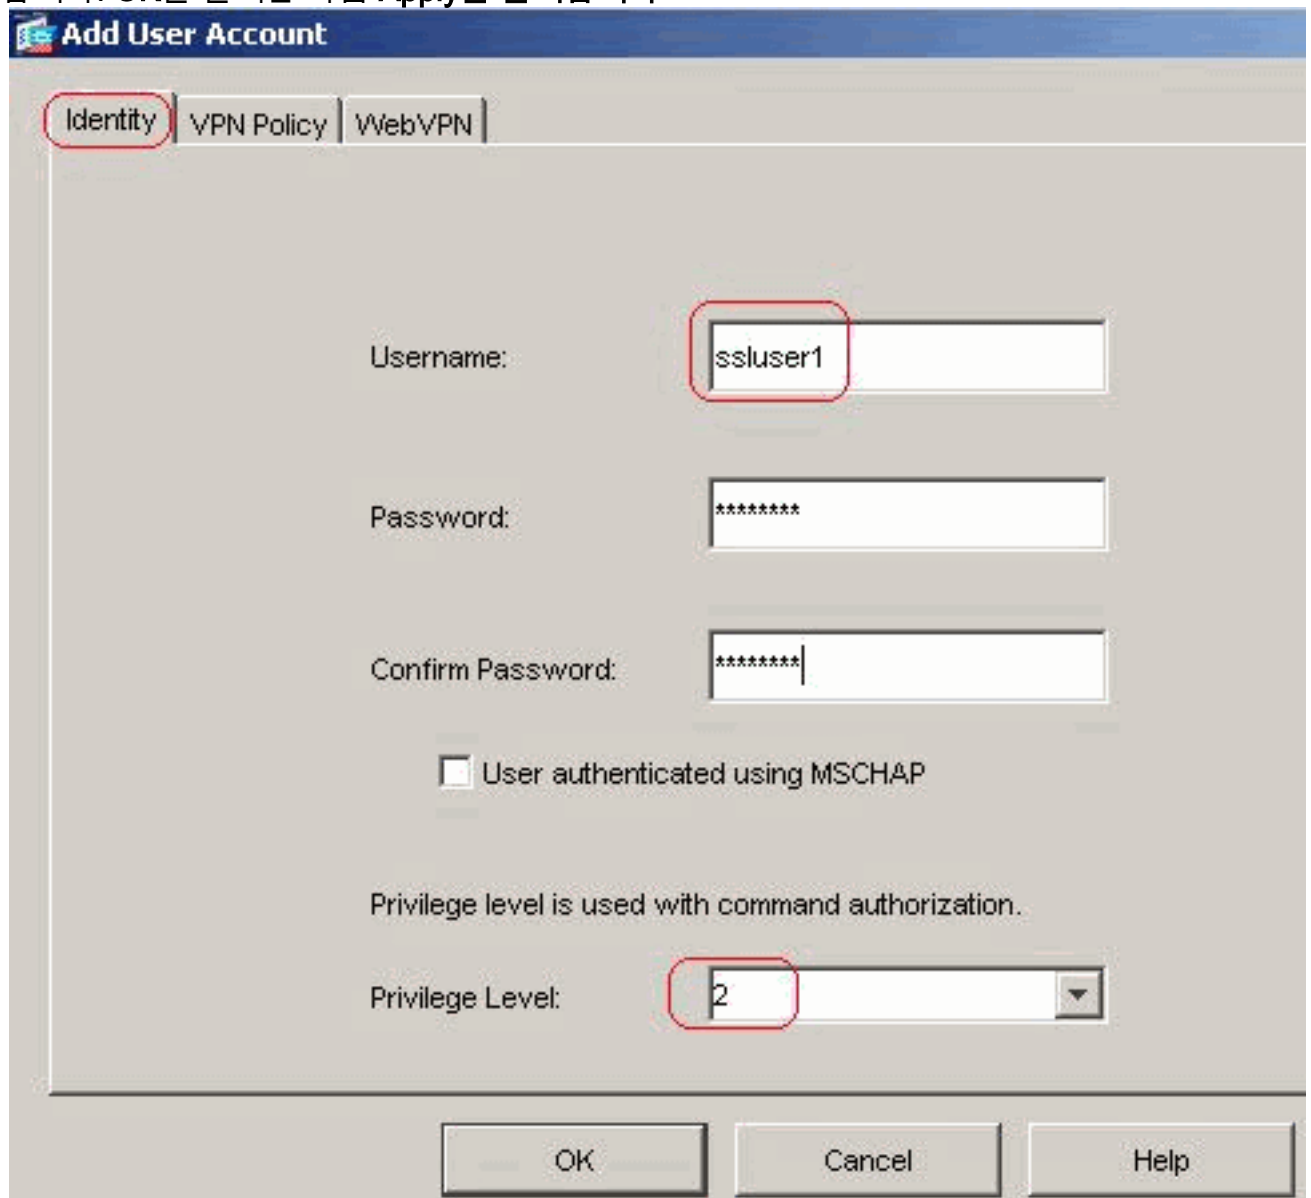 Add User Account
Identity VPN Policy WebVPN
Username: ssluser1
Password: ********
Confirm Password: ********
User authenticated using MSCHAP
Privilege level is used with command authorization.
Privilege Level: 2
OK Cancel Help